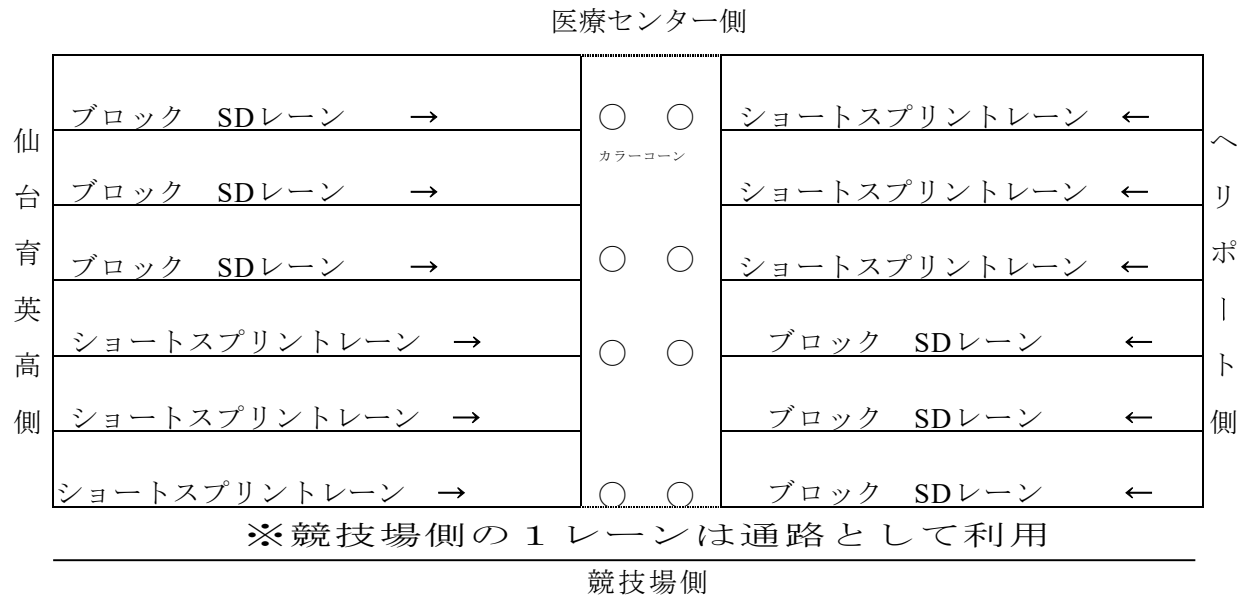 医療センター側
仙台育英高側
ブロック　SDレーン　→
ショートスプリントレーン　←
カラーコーン
ブロック　SDレーン　→
ショートスプリントレーン　←
ブロック　SDレーン　→
ショートスプリントレーン　←
ショートスプリントレーン　→
ブロック　SDレーン　←
ショートスプリントレーン　→
ブロック　SDレーン　←
ショートスプリントレーン　→
ブロック　SDレーン　←
ヘリポート側
※競技場側の1レーンは通路として利用
競技場側